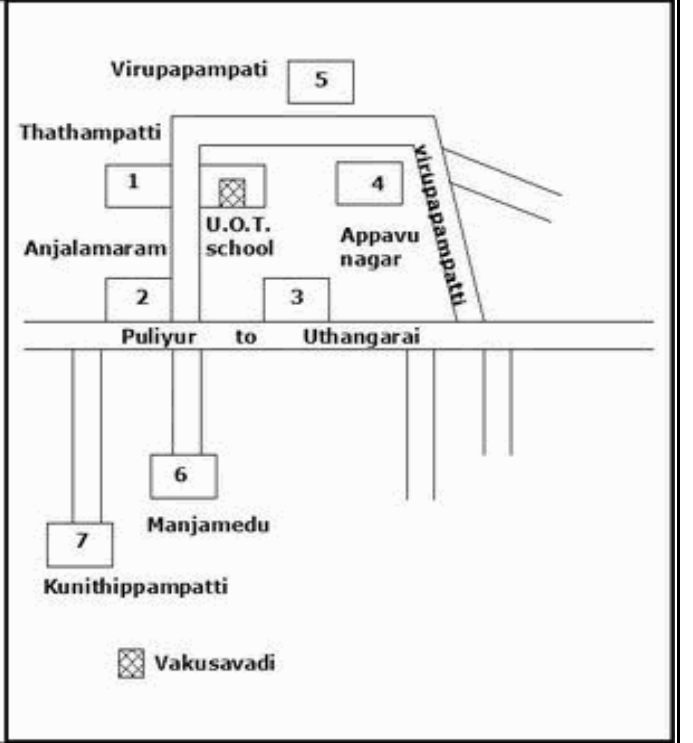 Virupapampati
5
Thathampatti
1
4
virupapampatti
U.O.T.
school
Appavu
nagar
Anjalamaram
2
3
Puliyur to Uthangarai
6
Manjamedu
7
Kunithippampatti
Vakusavadi